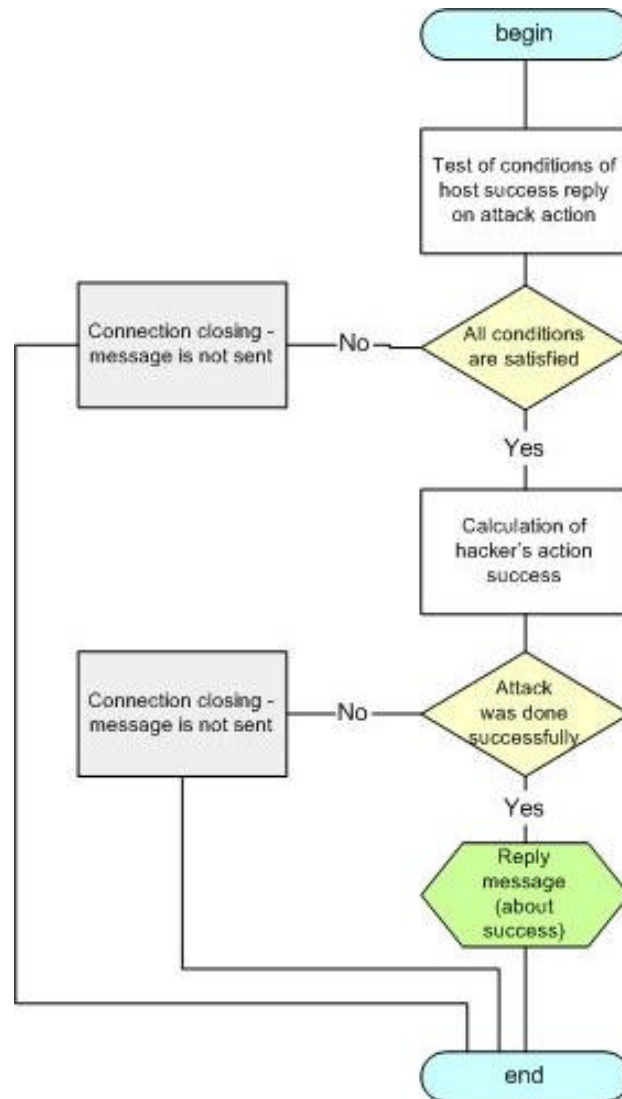 begin
Test of conditions of
host success reply
on attack action
All conditions
are satisfied
No
Connection closing -
message is not sent
Yes
Calculation of
hacker's action
success
Attack
was done
successfully
No
Connection closing -
message is not sent
Yes
Reply
message
(about
success)
end